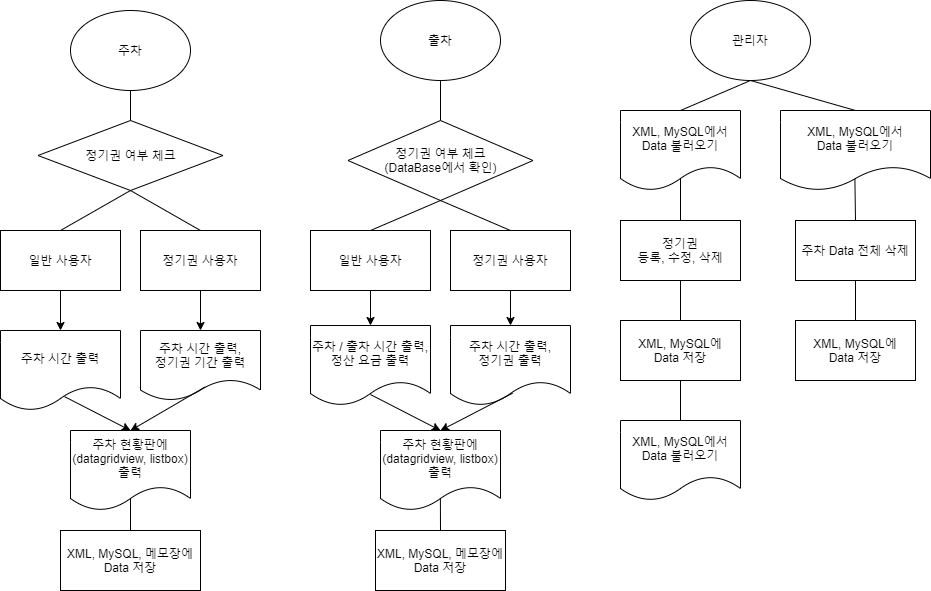 주차
정기권 여부 체크
일반 사용자
정기권 사용자
주차 시간 출력
주차 시간 출력,
정기권 기간 출력
주차 현황판에
(datagridview, listbox)
출력
XML, MySQL, 메모장에
Data 저장
출차
정기권 여부 체크
(DataBase에서 확인)
일반 사용자
정기권 사용자
주차 / 출차 시간 출력,
정산 요금 출력
주차 시간 출력,
정기권 출력
주차 현황판에
(datagridview, listbox)
출력
XML, MySQL, 메모장에
Data 저장
관리자
XML, MySQL에서
Data 불러오기
정기권
등록, 수정, 삭제
XML, MySQL에
Data 저장
XML, MySQL에서
Data 불러오기
XML, MySQL에서
Data 불러오기
주차 Data 전체 삭제
XML, MySQL에
Data 저장